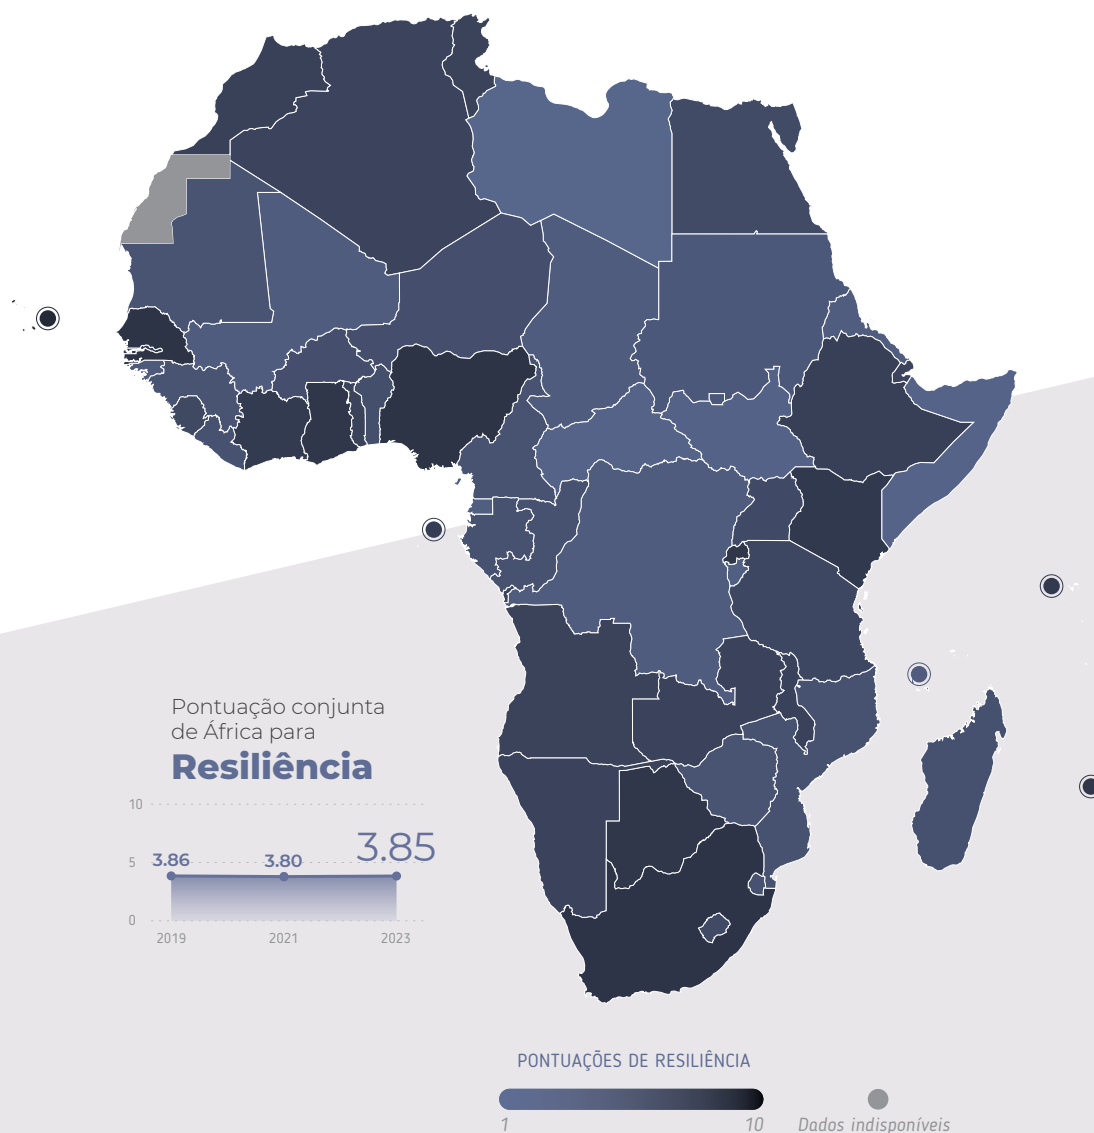 Pontuação conjunta
de África para
Resiliência
10
5
0
3.86
3.80
3.85
2019
2021
2023
PONTUAÇÕES DE RESILIÊNCIA
1
10
Dados indisponíveis